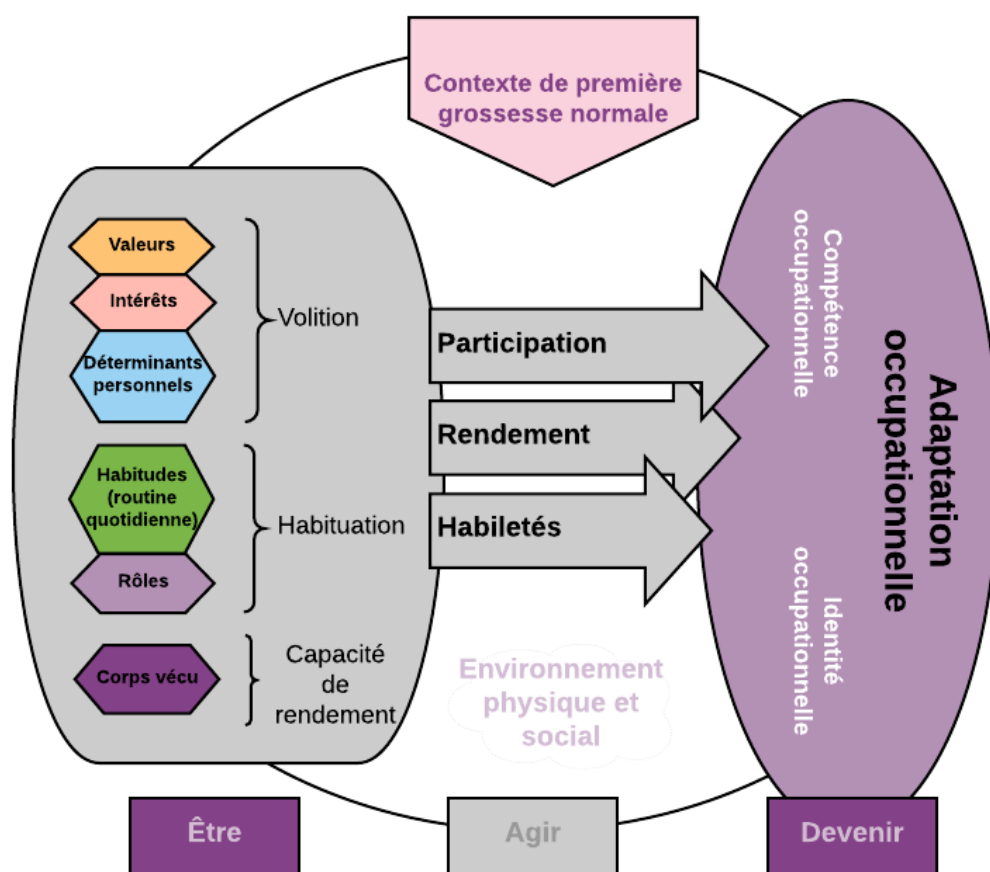 Contexte de première
grossesse normale
Valeurs
Intérêts
Déterminants
personnels
Volition
Habitudes
(routine
quotidienne)
Habituation
Rôles
Corps vécu
Capacité
de
rendement
Participation
Rendement
Habiletés
Environnement
physique et
social
Compétence
occupationnelle
Identité
occupationnelle
Adaptation
occupationnelle
Être
Agir
Devenir